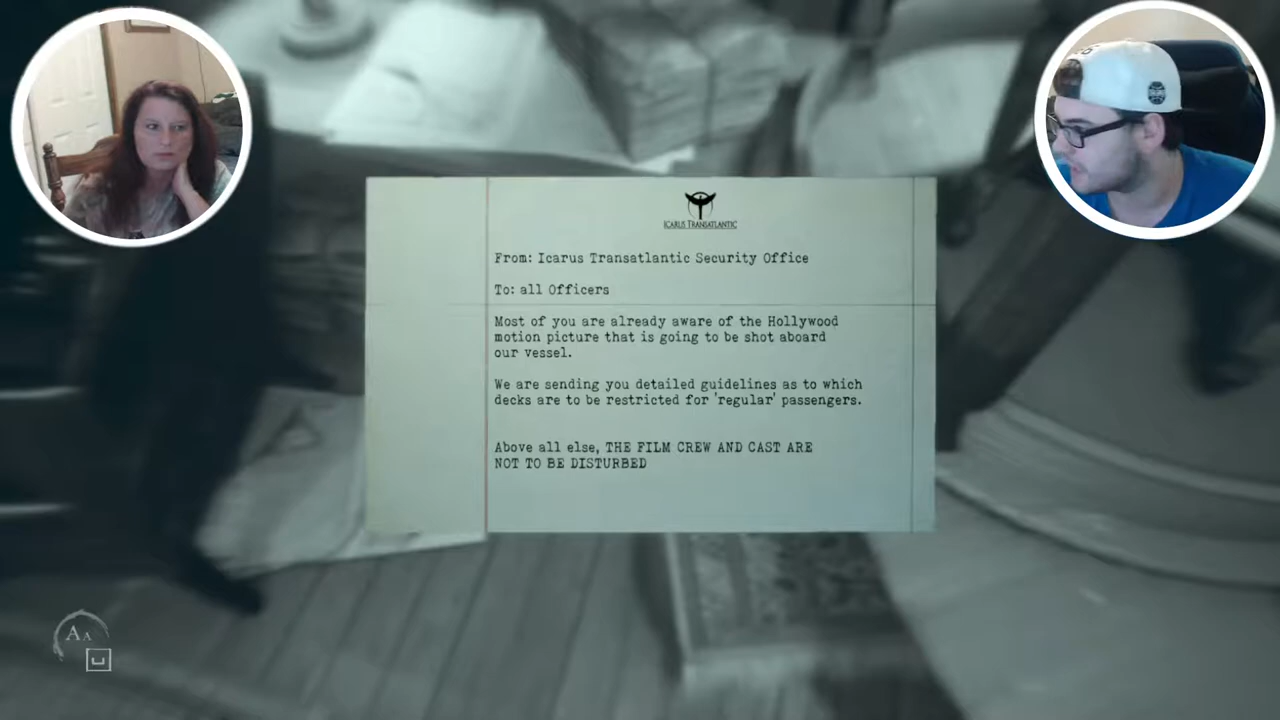 ICARUS TRANSATLANTIC
From: Icarus Transatlantic Security Office
To: all Officers
Most of you are already aware of the Hollywood
motion picture that is going to be shot aboard
our vessel.
We are sending you detailed guidelines as to which
decks are to be restricted for 'regular' passengers.
Above all else, THE FILM CREW AND CAST ARE
NOT TO BE DISTURBED
AA